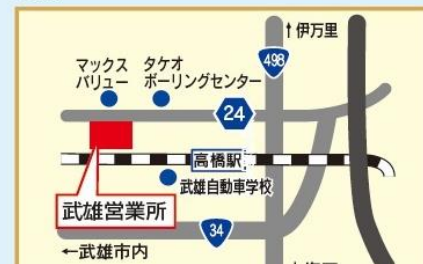 ↑伊万里
498
マックス
バリュー
タケオ
ボーリングセンター
24
高橋駅
武雄自動車学校
武雄営業所
34
←武雄市内